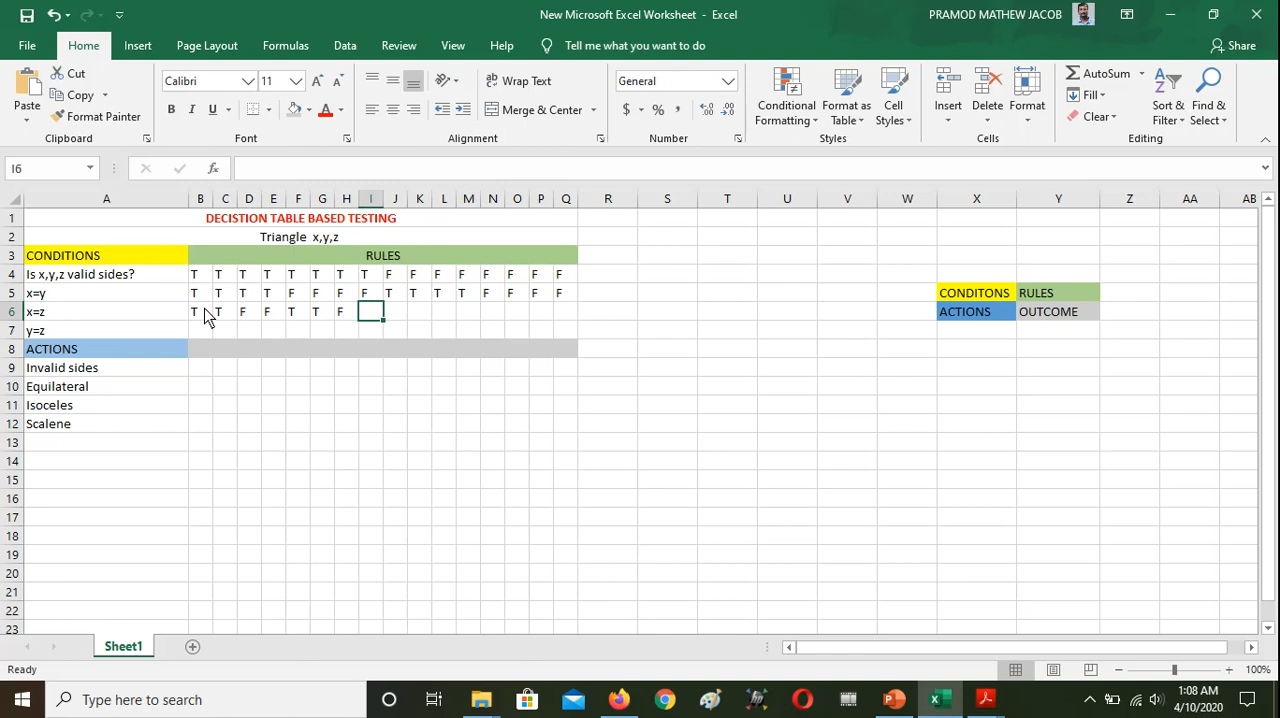 New Microsoft Excel Worksheet - Excel
PRAMOD MATHEW JACOB
File Home Insert Page Layout Formulas Data Review View Help Tell me what you want to do Share
Paste Cut Copy Format Painter Clipboard
Calibri 11 B I U A Font
ab Wrap Text Merge & Center Alignment
General $ % , Number
Conditional Formatting Format as Table Cell Styles Styles
Insert Delete Format Cells
AutoSum Fill Clear Sort & Filter Find & Select Editing
I6 fx
A B C D E F G H I J K L M N O P Q R S T U V W X Y Z AA AB
1 DECISTION TABLE BASED TESTING
2 Triangle x,y,z
3 CONDITIONS RULES
4 Is x,y,z valid sides? T T T T T T T T F F F F F F F F
5 x=y T T T T F F F F T T T T F F F F CONDITONS RULES
6 x=z T T F F T T F ACTIONS OUTCOME
7 y=z
8 ACTIONS
9 Invalid sides
10 Equilateral
11 Isoceles
12 Scalene
13
14
15
16
17
18
19
20
21
22
23
Sheet1
Ready 100%
Type here to search 1:08 AM
4/10/2020